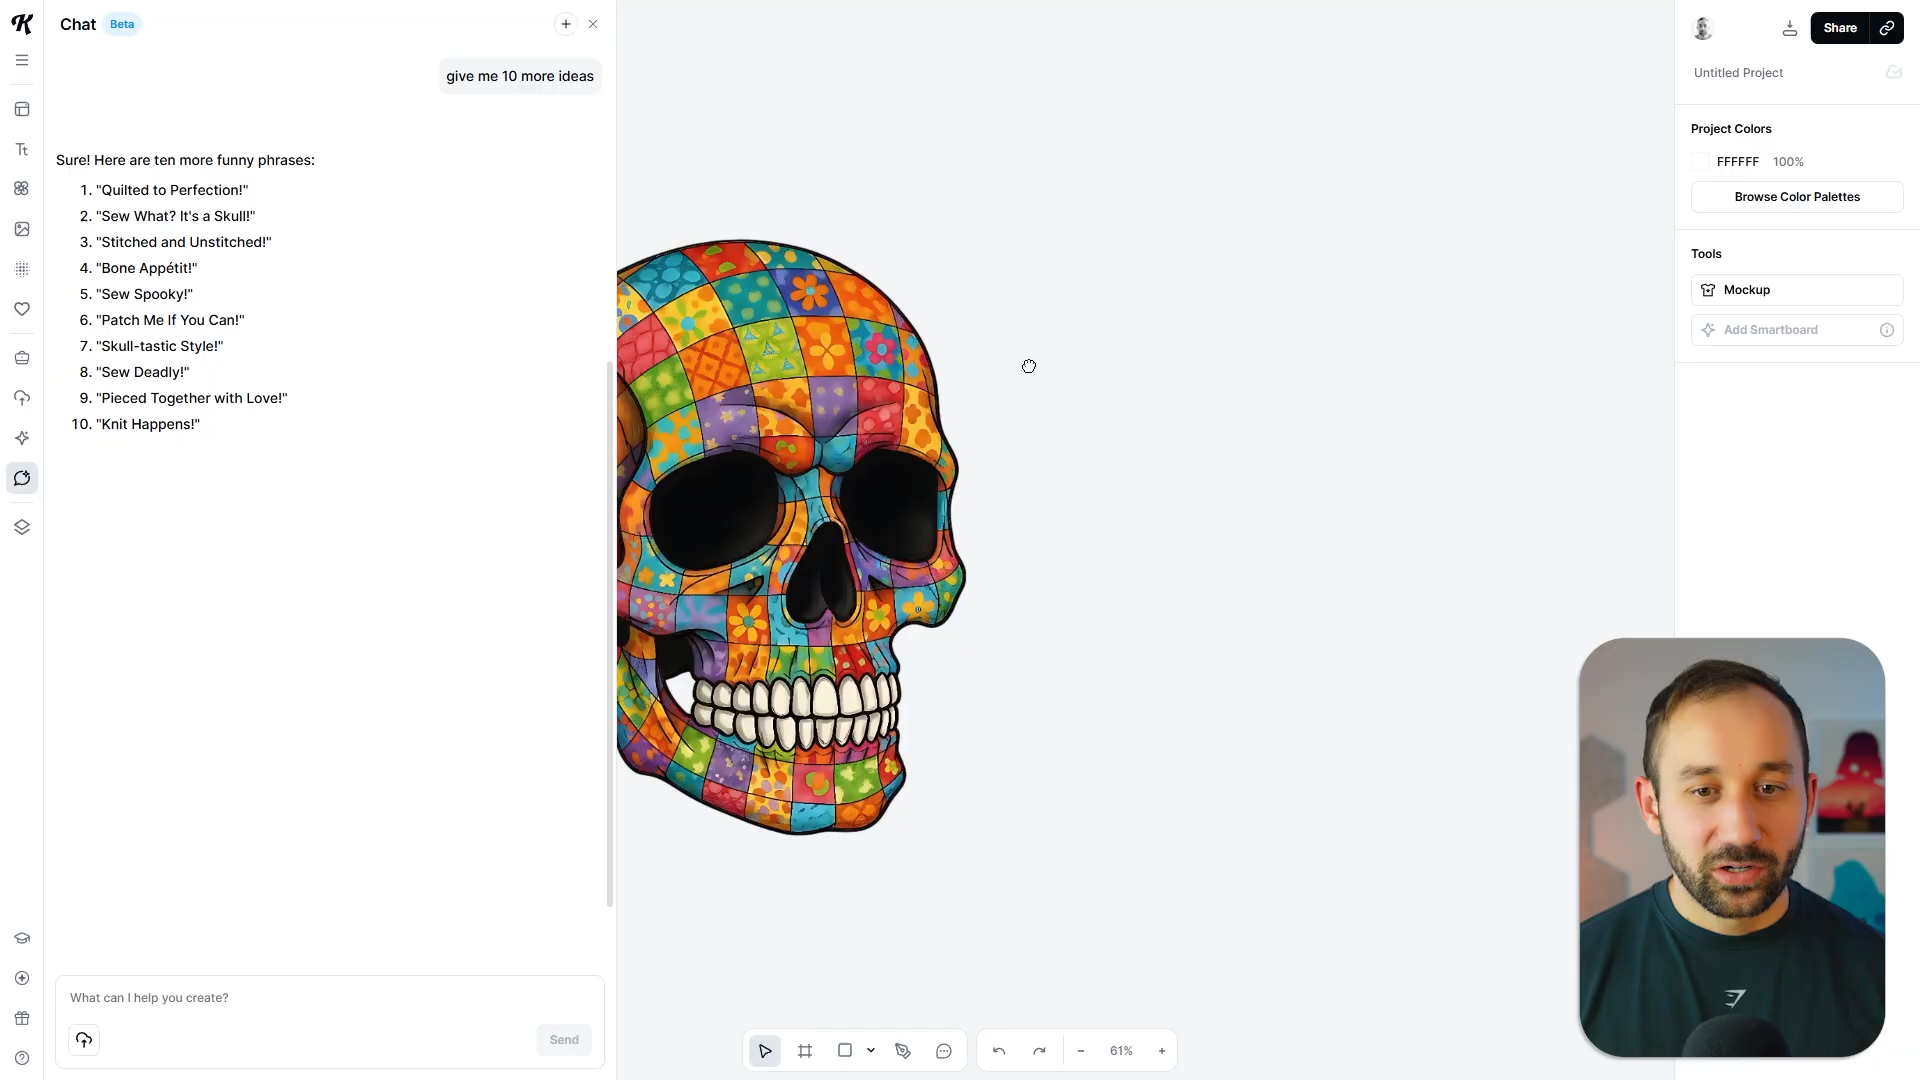 Chat Beta
give me 10 more ideas
Sure! Here are ten more funny phrases:
1. "Quilted to Perfection!"
2. "Sew What? It's a Skull!"
3. "Stitched and Unstitched!"
4. "Bone Appétit!"
5. "Sew Spooky!"
6. "Patch Me If You Can!"
7. "Skull-tastic Style!"
8. "Sew Deadly!"
9. "Pieced Together with Love!"
10. "Knit Happens!"
What can I help you create?
Send
61%
Share
Untitled Project
Project Colors
FFFFFF 100%
Browse Color Palettes
Tools
Mockup
Add Smartboard